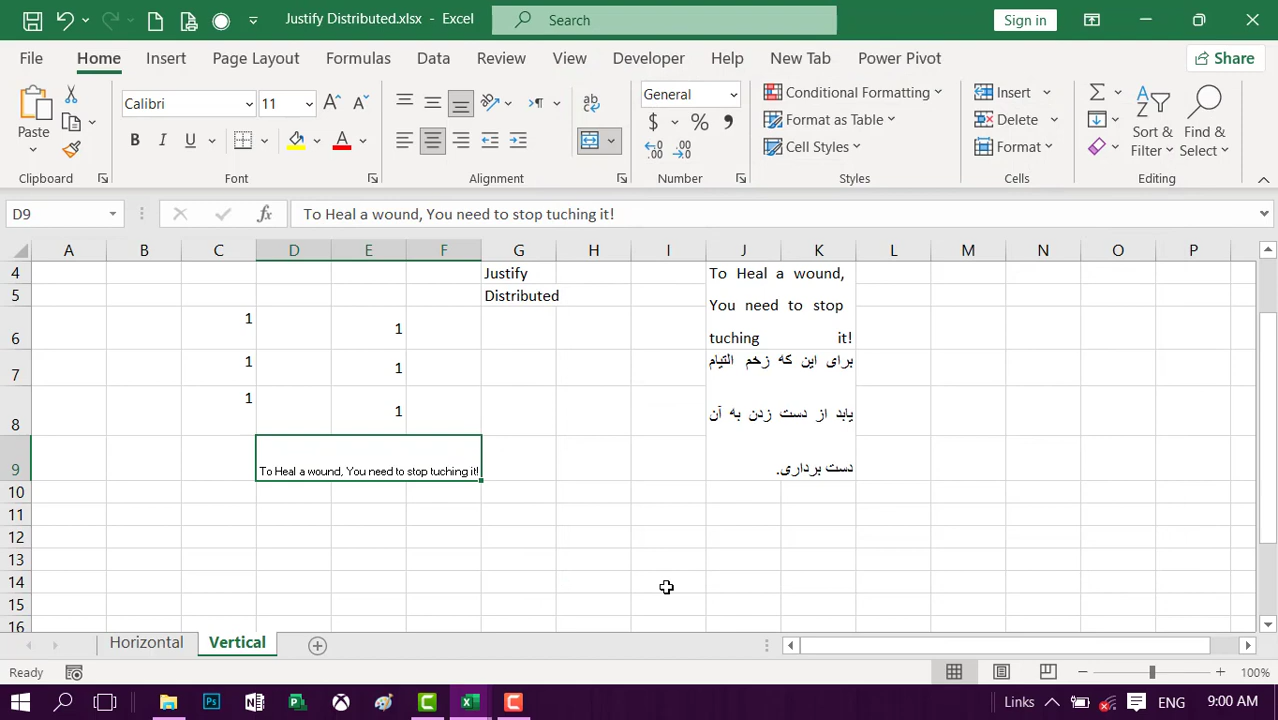 Justify Distributed.xlsx - Excel
Search
Sign in
File Home Insert Page Layout Formulas Data Review View Developer Help New Tab Power Pivot
Share
Paste
Clipboard
Calibri 11
B I U A
Font
Alignment
General
$ % 9
Number
Conditional Formatting
Format as Table
Cell Styles
Styles
Insert
Delete
Format
Cells
Sort & Filter
Find & Select
Editing
D9
fx
To Heal a wound, You need to stop tuching it!
A B C D E F G H I J K L M N O P
4 Justify To Heal a wound,
5 Distributed You need to stop
6 1 1 tuching it!
7 1 1 برای این که زخم التیام
8 1 1 یابد از دست زدن به آن
9 To Heal a wound, You need to stop tuching it! دست برداری.
10
11
12
13
14
15
16
Horizontal Vertical
Ready
100%
Links
ENG
9:00 AM